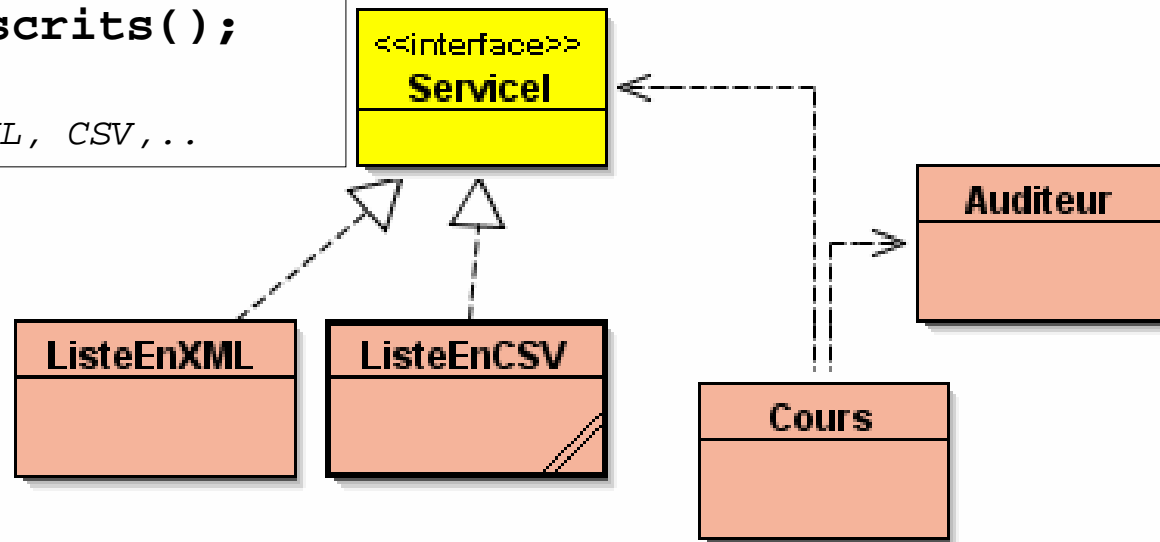 scrits();
L, CSV,..
<<interface>>
ServiceI
Auditeur
ListeEnXML
ListeEnCSV
Cours